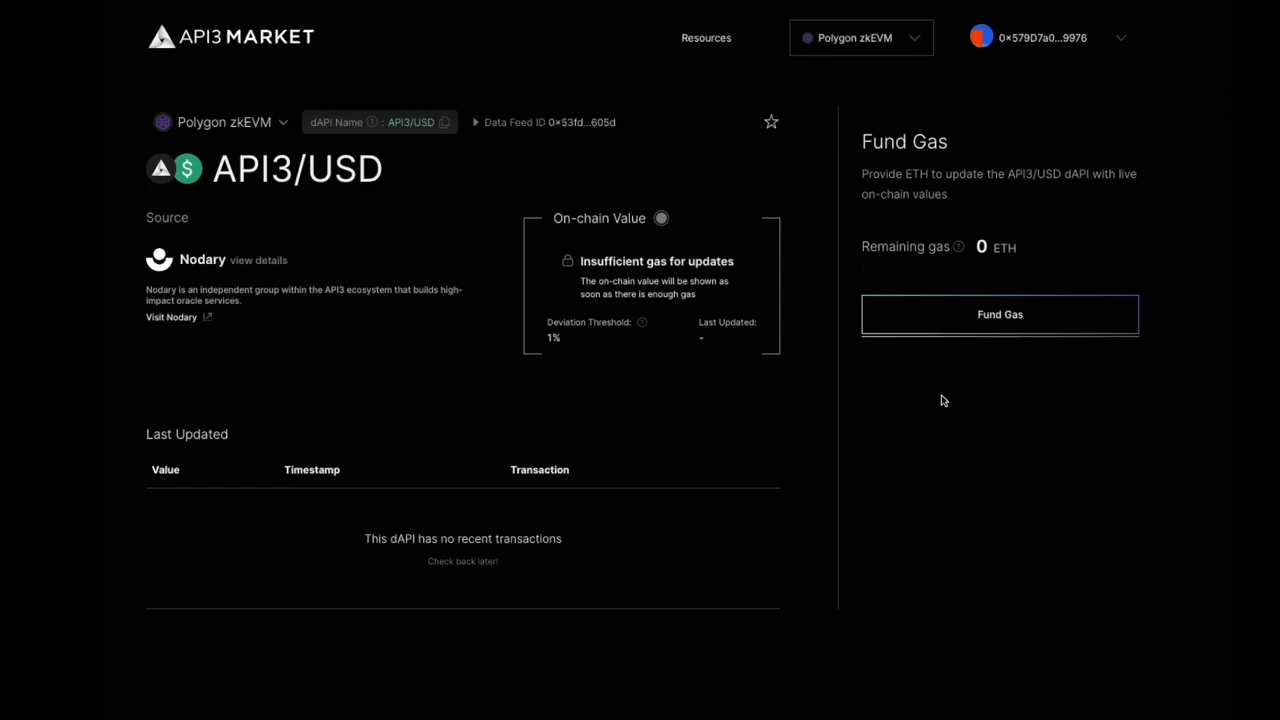 API3 MARKET
Resources
Polygon zkEVM
0×579D7a0...9976
Polygon zkEVM
dAPI Name ? : API3/USD
Data Feed ID 0×53fd...605d
$ API3/USD
Source
Nodary view details
Nodary is an independent group within the API3 ecosystem that builds high-
impact oracle services.
Visit Nodary
On-chain Value
Insufficient gas for updates
The on-chain value will be shown as
soon as there is enough gas
Deviation Threshold: ?
Last Updated:
1%
-
Fund Gas
Provide ETH to update the API3/USD dAPI with live
on-chain values
Remaining gas ? 0 ETH
Fund Gas
Last Updated
Value Timestamp Transaction
This dAPI has no recent transactions
Check back later!